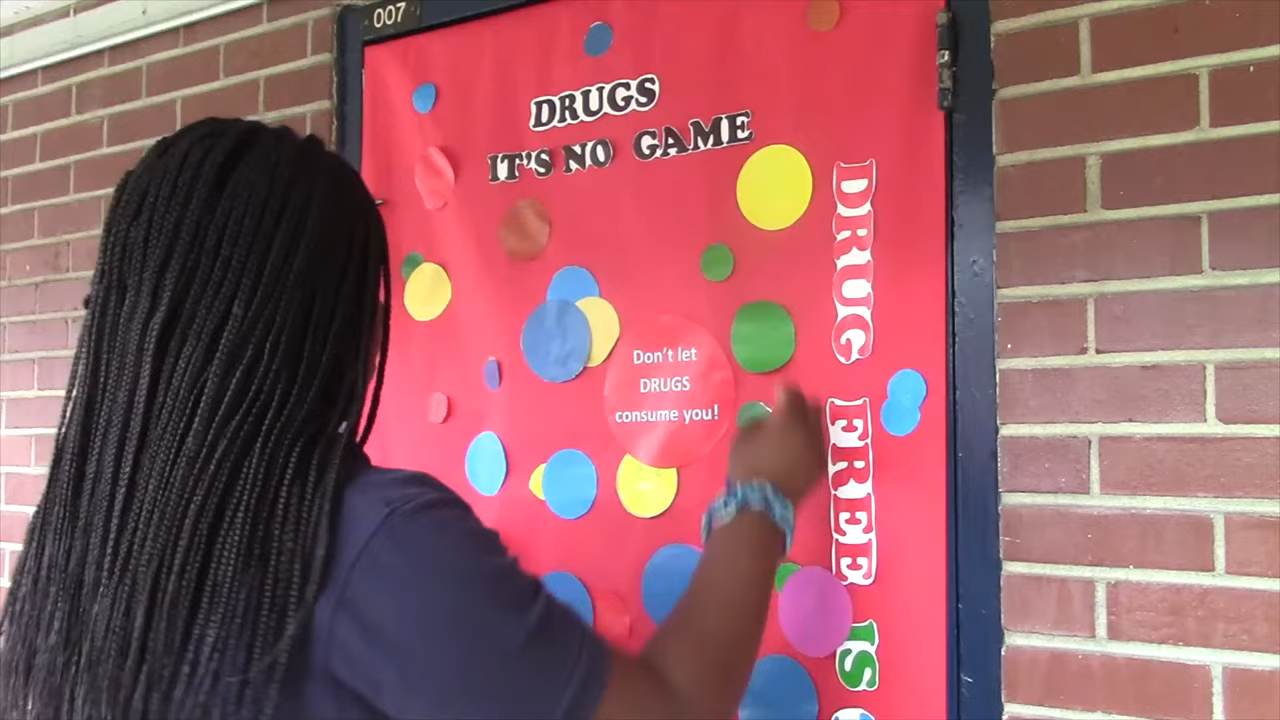 007
DRUGS
IT'S NO GAME
Don't let
DRUGS
consume you!
DRUG FREE IS